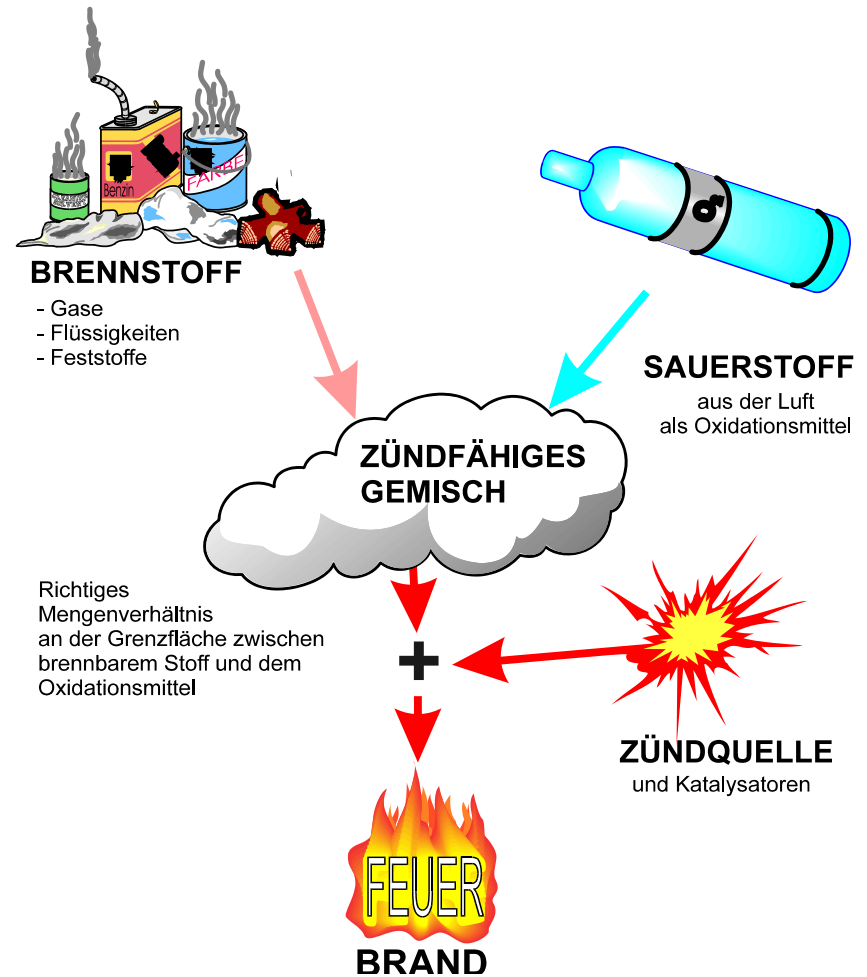 Benzin
FARBE
O₂
BRENNSTOFF
- Gase
- Flüssigkeiten
- Feststoffe
SAUERSTOFF
aus der Luft
als Oxidationsmittel
ZÜNDFÄHIGES
GEMISCH
Richtiges
Mengenverhältnis
an der Grenzfläche zwischen
brennbarem Stoff und dem
Oxidationsmittel
+
ZÜNDQUELLE
und Katalysatoren
FEUER
BRAND